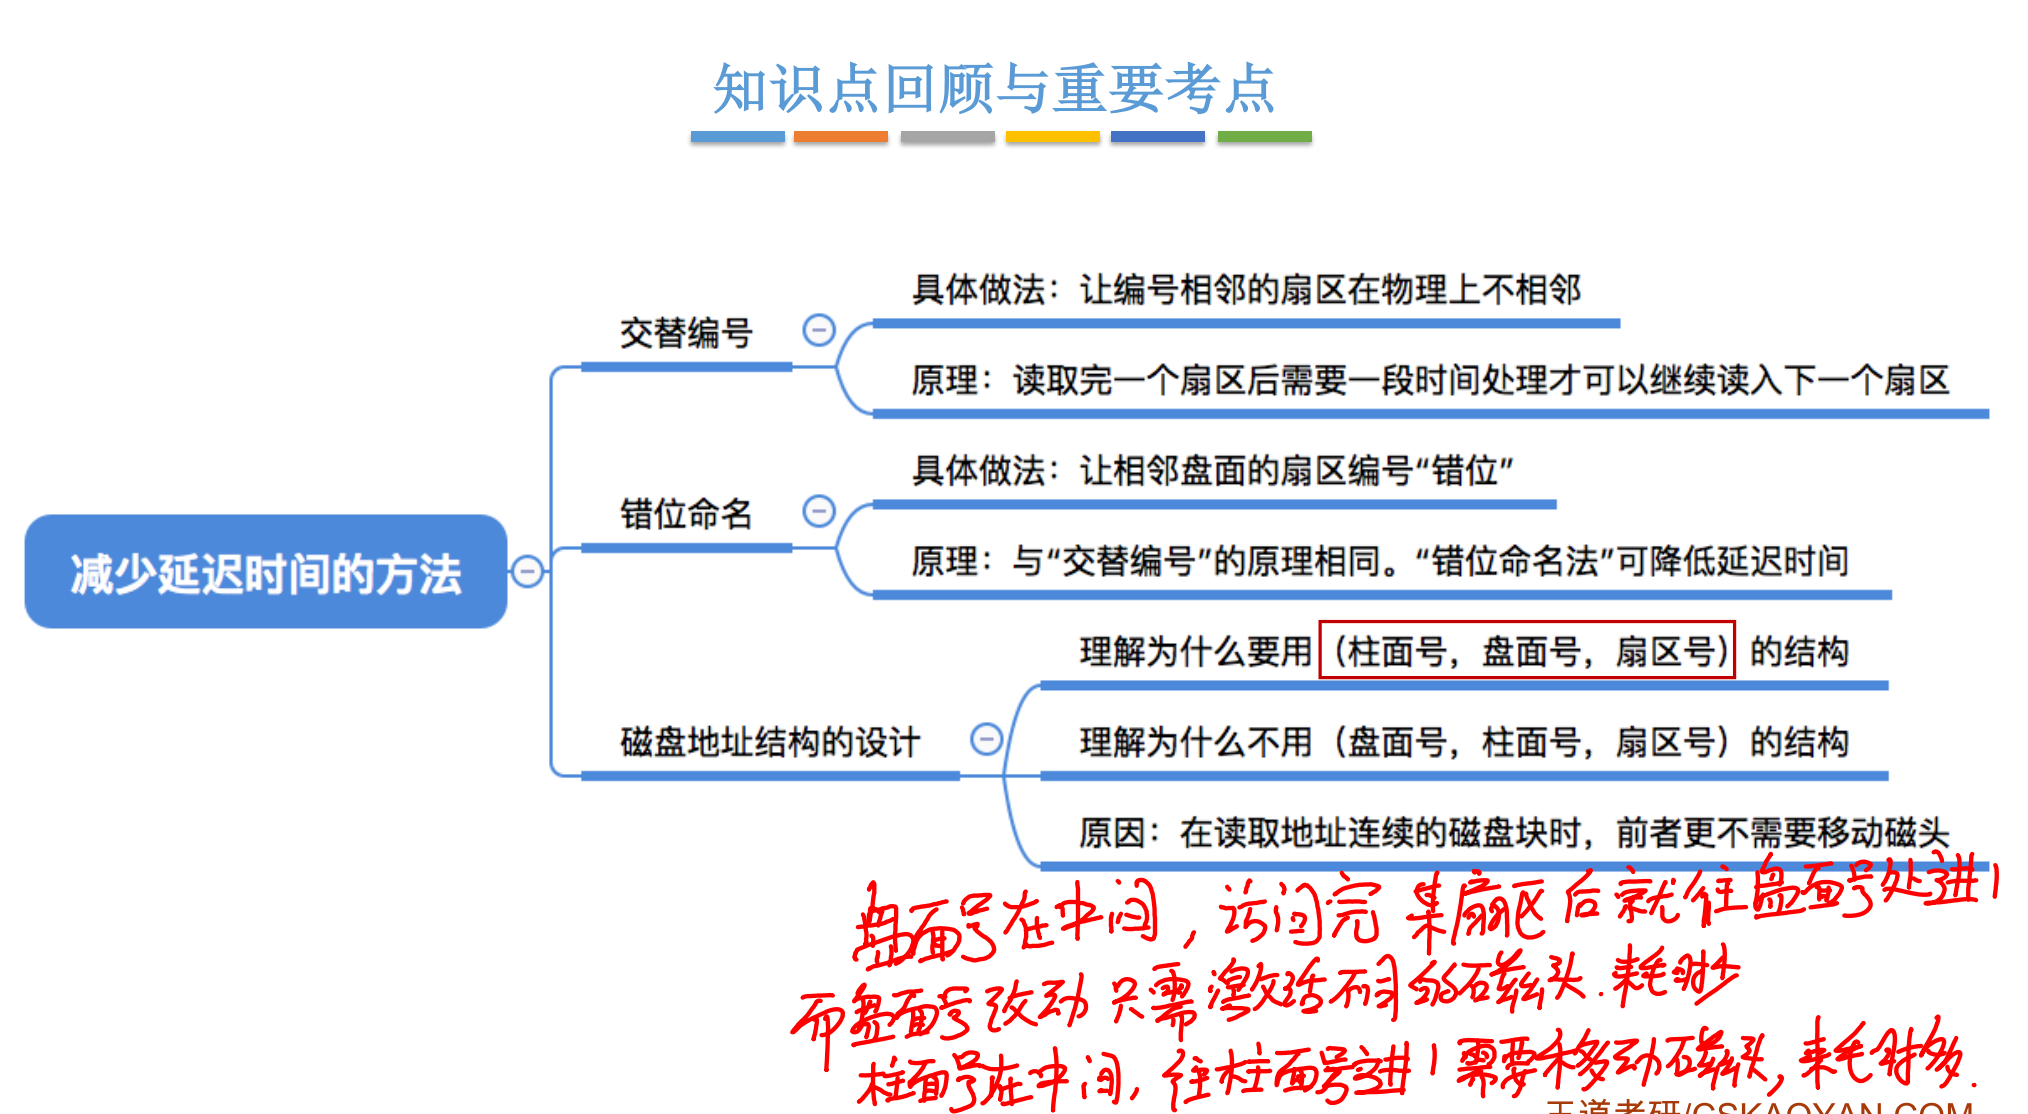 知识点回顾与重要考点
减少延迟时间的方法
交替编号
具体做法：让编号相邻的扇区在物理上不相邻
原理：读取完一个扇区后需要一段时间处理才可以继续读入下一个扇区
错位命名
具体做法：让相邻盘面的扇区编号“错位”
原理：与“交替编号”的原理相同。“错位命名法”可降低延迟时间
磁盘地址结构的设计
理解为什么要用（柱面号，盘面号，扇区号）的结构
理解为什么不用（盘面号，柱面号，扇区号）的结构
原因：在读取地址连续的磁盘块时，前者更不需要移动磁头
盘面号在中间，访问完某扇区后就往盘面号处进1
而盘面号改动只需激活不同的磁头.耗时少
柱面号在中间，往柱面号进1需要移动磁头，耗时多.
王道考研/CSKAOYAN.COM